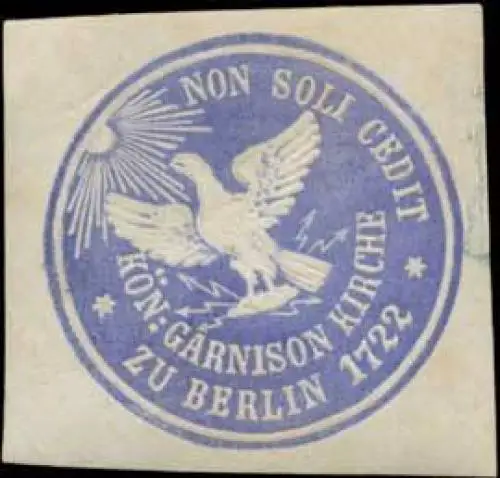 NON SOLI CEDIT
KÖN: GARNISON KIRCHE
* ZU BERLIN 1722 *